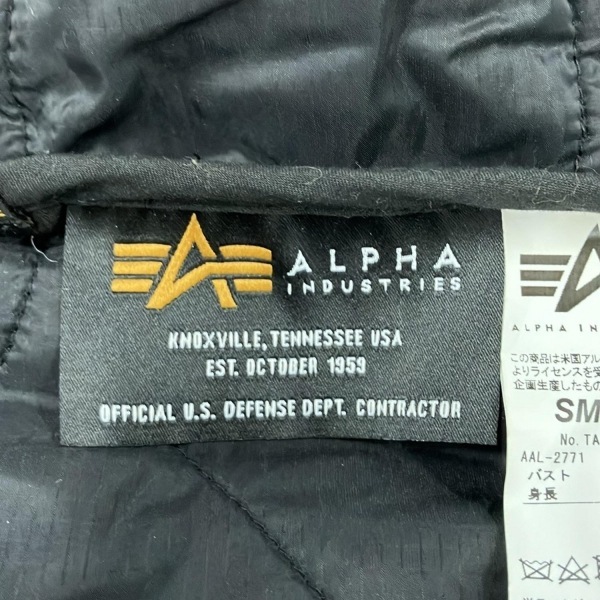 ALPHA
INDUSTRIES
KNOXVILLE, TENNESSEE USA
EST. OCTOBER 1959
OFFICIAL U.S. DEFENSE DEPT. CONTRACTOR
ALPHA IN
この商品は米国アル
よりライセンスを受
企画生産したもの
SM
No. TA
AAL-2771
バスト
身長